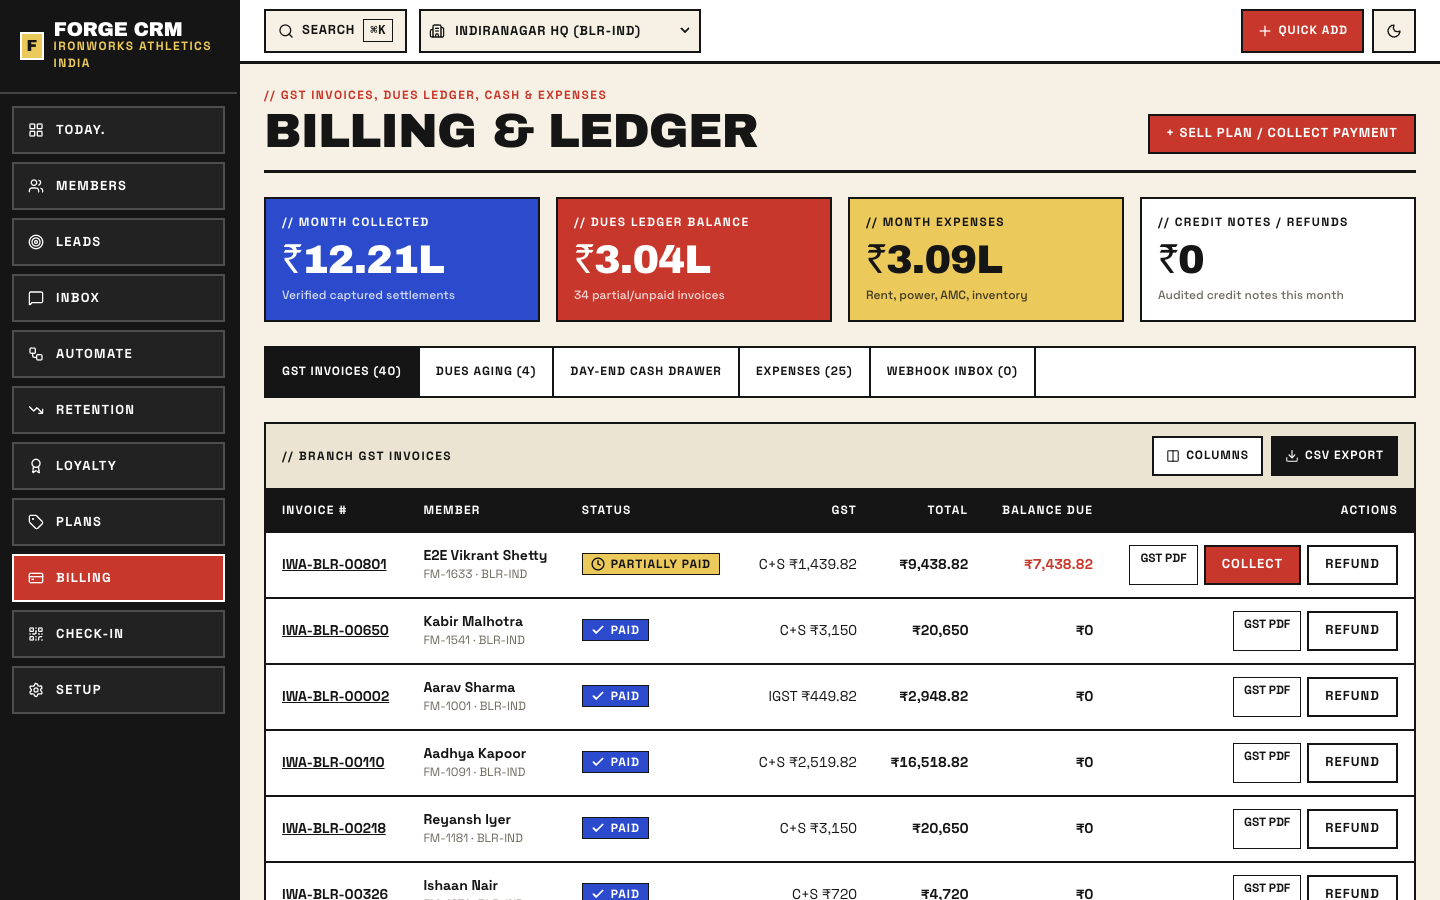 F
FORGE CRM
IRONWORKS ATHLETICS
INDIA
TODAY.
MEMBERS
LEADS
INBOX
AUTOMATE
RETENTION
LOYALTY
PLANS
BILLING
CHECK-IN
SETUP
SEARCH ⌘K
INDIRANAGAR HQ (BLR-IND)
+ QUICK ADD
// GST INVOICES, DUES LEDGER, CASH & EXPENSES
BILLING & LEDGER
+ SELL PLAN / COLLECT PAYMENT
// MONTH COLLECTED
₹12.21L
Verified captured settlements
// DUES LEDGER BALANCE
₹3.04L
34 partial/unpaid invoices
// MONTH EXPENSES
₹3.09L
Rent, power, AMC, inventory
// CREDIT NOTES / REFUNDS
₹0
Audited credit notes this month
GST INVOICES (40) DUES AGING (4) DAY-END CASH DRAWER EXPENSES (25) WEBHOOK INBOX (0)
// BRANCH GST INVOICES
COLUMNS
CSV EXPORT
INVOICE # MEMBER STATUS GST TOTAL BALANCE DUE ACTIONS
IWA-BLR-00801 E2E Vikrant Shetty PARTIALLY PAID C+S ₹1,439.82 ₹9,438.82 ₹7,438.82 GST PDF COLLECT REFUND
FM-1633 · BLR-IND
IWA-BLR-00650 Kabir Malhotra PAID C+S ₹3,150 ₹20,650 ₹0 GST PDF REFUND
FM-1541 · BLR-IND
IWA-BLR-00002 Aarav Sharma PAID IGST ₹449.82 ₹2,948.82 ₹0 GST PDF REFUND
FM-1001 · BLR-IND
IWA-BLR-00110 Aadhya Kapoor PAID C+S ₹2,519.82 ₹16,518.82 ₹0 GST PDF REFUND
FM-1091 · BLR-IND
IWA-BLR-00218 Reyansh Iyer PAID C+S ₹3,150 ₹20,650 ₹0 GST PDF REFUND
FM-1181 · BLR-IND
IWA-BLR-00326 Ishaan Nair PAID C+S ₹720 ₹4,720 ₹0 GST PDF REFUND